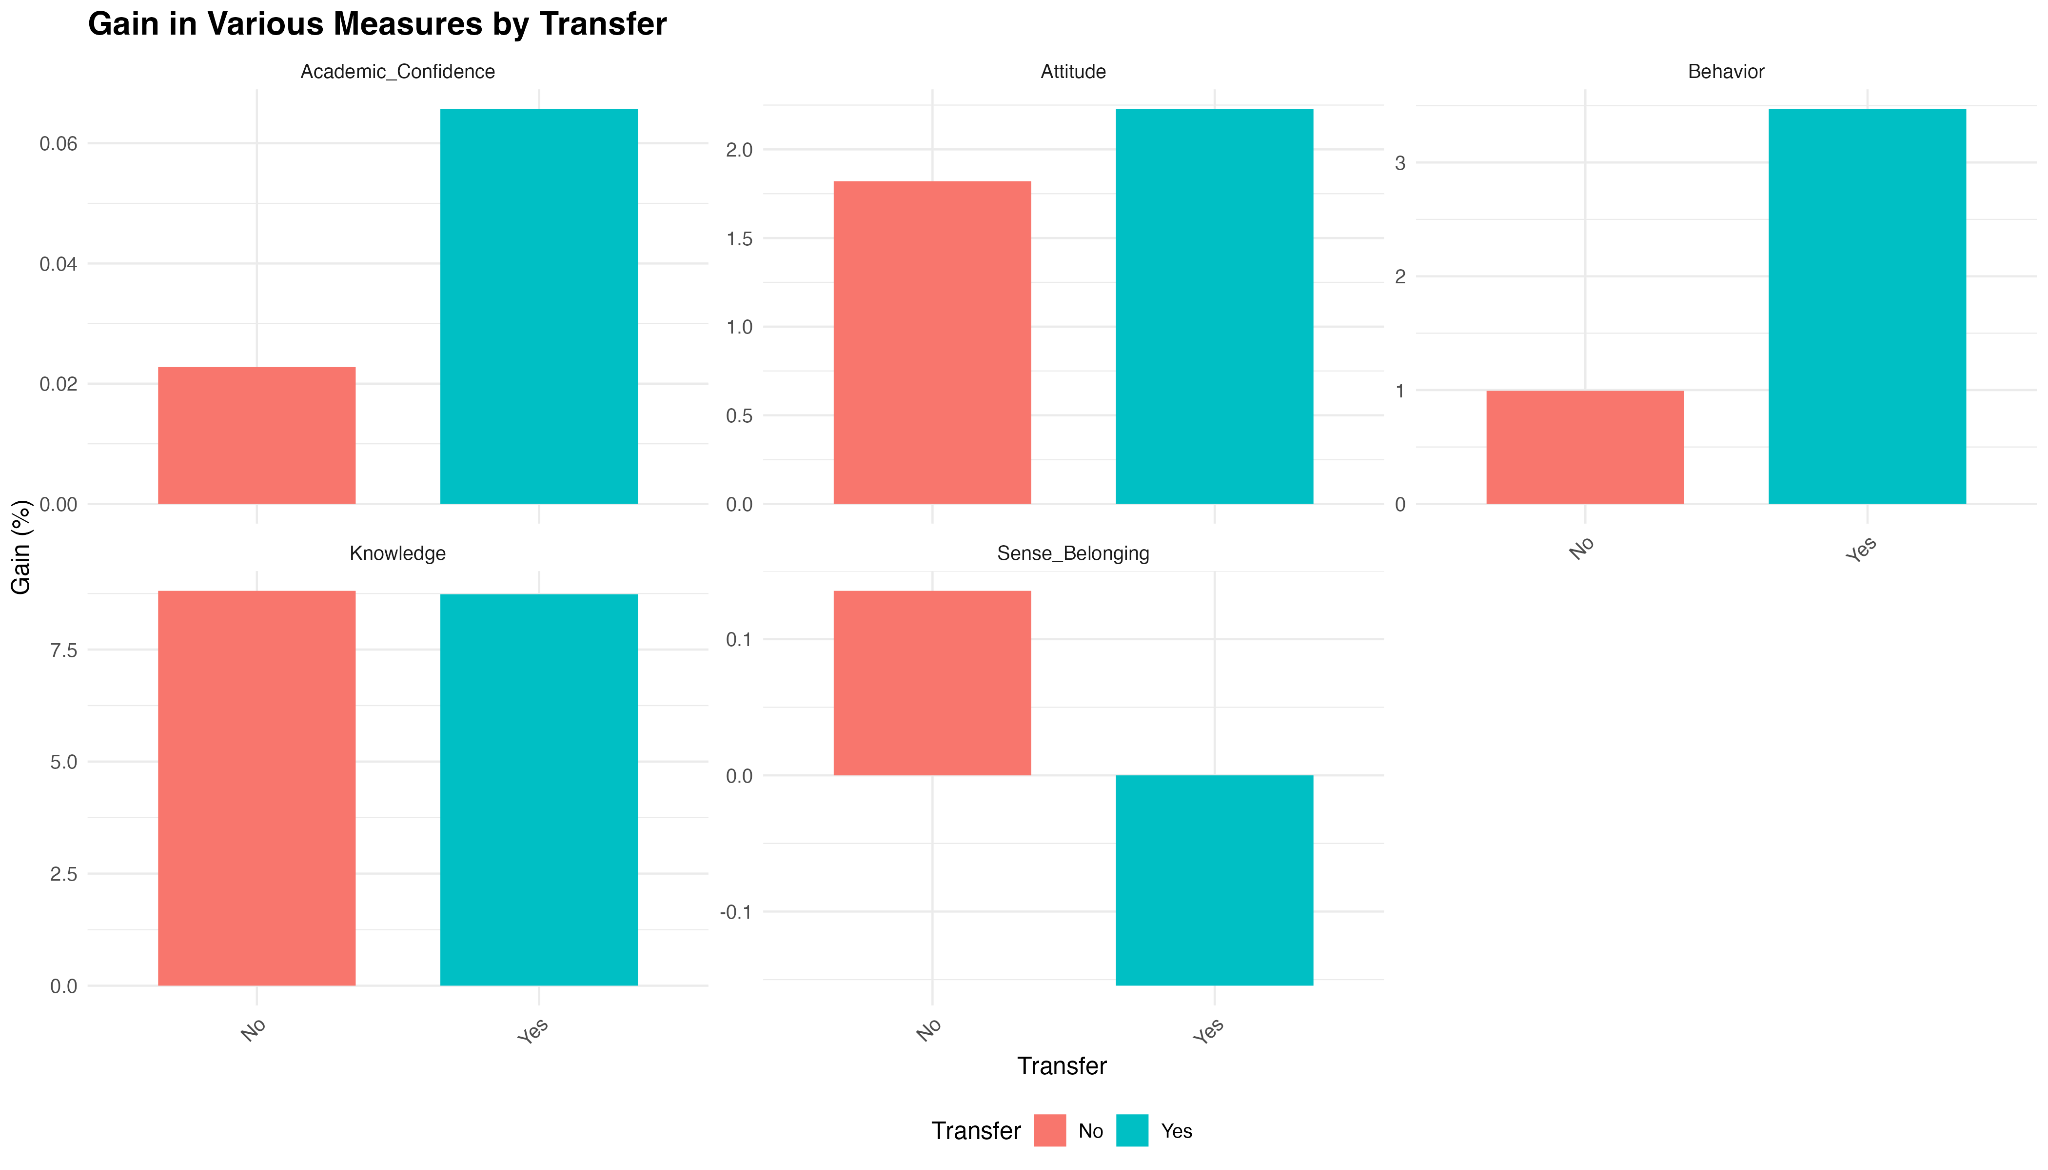 Gain in Various Measures by Transfer
Academic_Confidence
0.06
0.04
0.02
0.00
Attitude
2.0
1.5
1.0
0.5
0.0
Behavior
3
2
1
0
No
Yes
Gain (%)
Knowledge
7.5
5.0
2.5
0.0
No
Yes
Sense_Belonging
0.1
0.0
-0.1
No
Yes
Transfer
Transfer No Yes